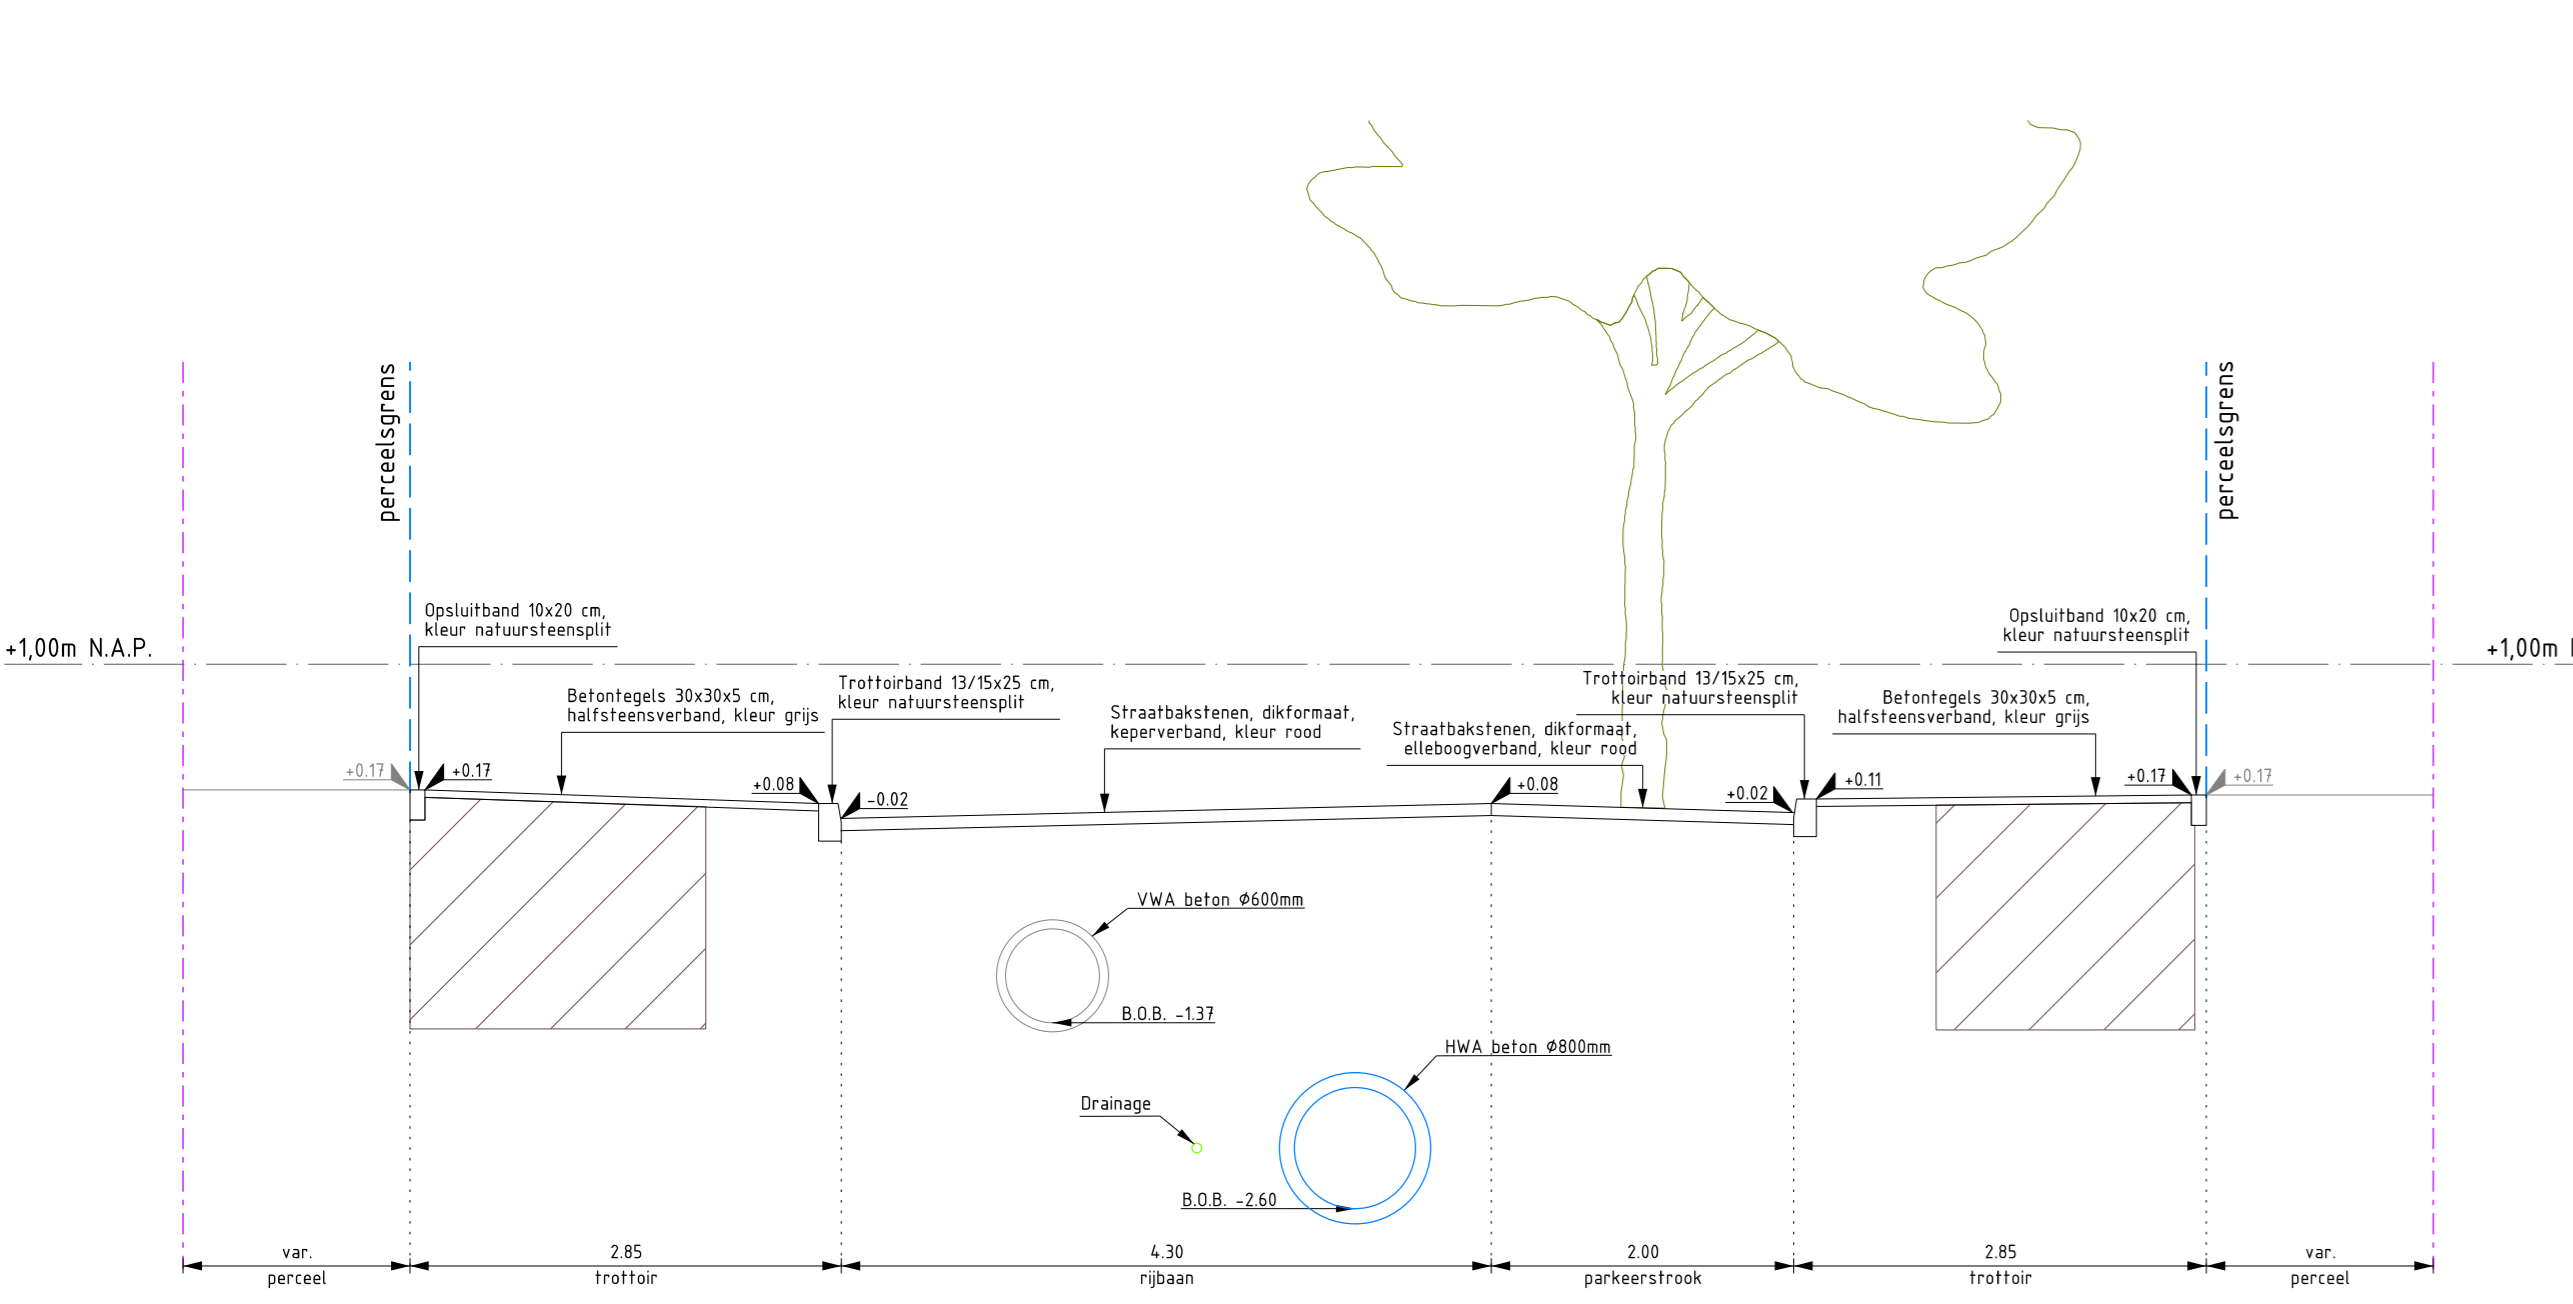 perceelsgrens
perceelsgrens
Opsluitband 10x20 cm,
kleur natuursteensplit
Opsluitband 10x20 cm,
kleur natuursteensplit
+1,00m N.A.P.
+1,00m
Trottoirband 13/15x25 cm,
kleur natuursteensplit
Trottoirband 13/15x25 cm,
kleur natuursteensplit
Betontegels 30x30x5 cm,
halfsteensverband, kleur grijs
Betontegels 30x30x5 cm,
halfsteensverband, kleur grijs
Straatbakstenen, dikformaat,
keperverband, kleur rood
Straatbakstenen, dikformaat,
elleboogverband, kleur rood
+0.17
+0.17
+0.08
-0.02
+0.08
+0.02
+0.11
+0.17
+0.17
VWA beton Ø600mm
B.O.B. -1.37
HWA beton Ø800mm
Drainage
B.O.B. -2.60
var.
2.85
4.30
2.00
2.85
var.
perceel
trottoir
rijbaan
parkeerstrook
trottoir
perceel